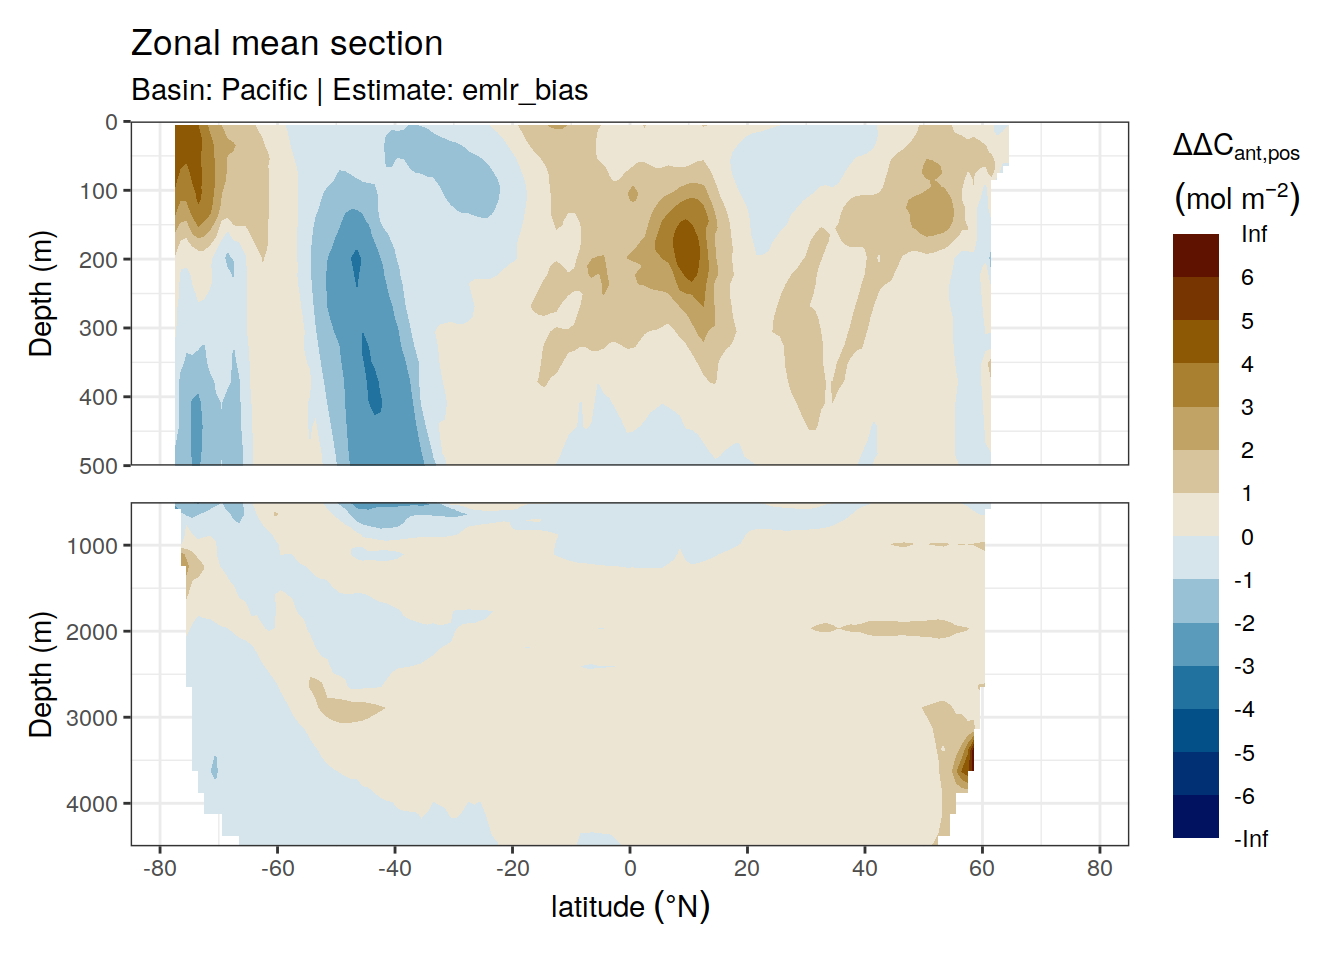 Zonal mean section
Basin: Pacific | Estimate: emlr_bias
Depth (m)
0
100
200
300
400
500
Depth (m)
1000
2000
3000
4000
-80 -60 -40 -20 0 20 40 60 80
latitude (°N)
ΔΔCant,pos
(mol m−2)
Inf
6
5
4
3
2
1
0
-1
-2
-3
-4
-5
-6
-Inf